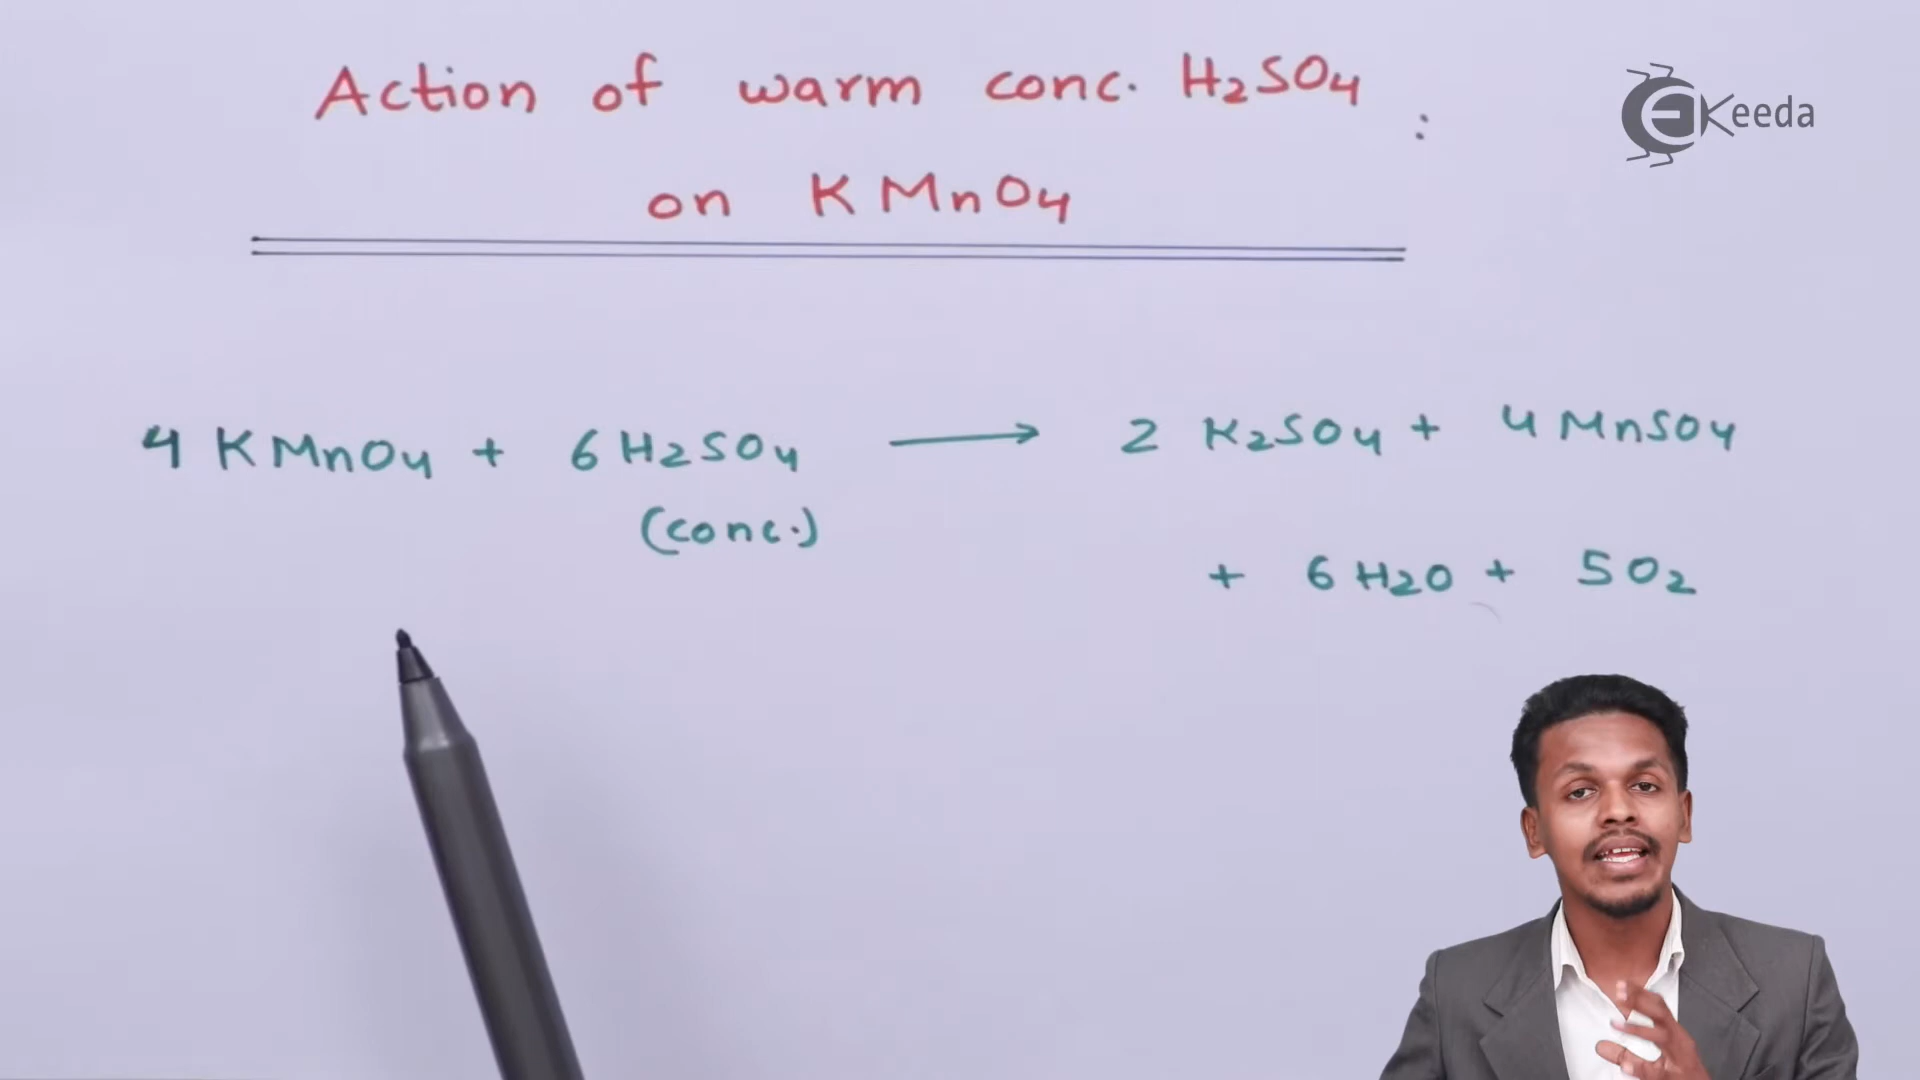 Action of warm conc. H2SO4 :
on KMnO4
EKeeda
4 KMnO4 + 6 H2SO4 ⟶ 2 K2SO4 + 4 MnSO4
(conc.)
+ 6 H2O + 5O2